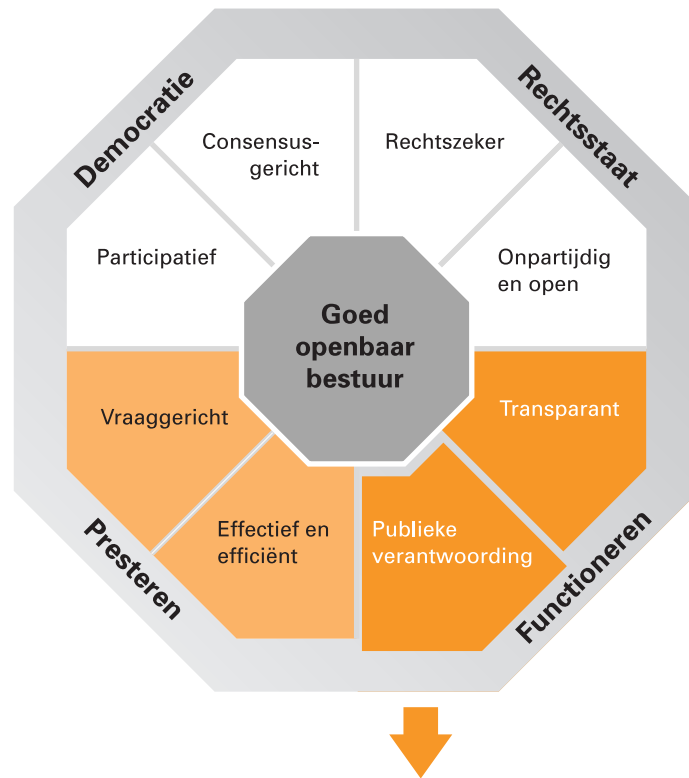 Democratie
Rechtsstaat
Consensus-
gericht
Rechtszeker
Participatief
Onpartijdig
en open
Goed
openbaar
bestuur
Vraaggericht
Transparant
Effectief en
efficiënt
Publieke
verantwoording
Presteren
Functioneren